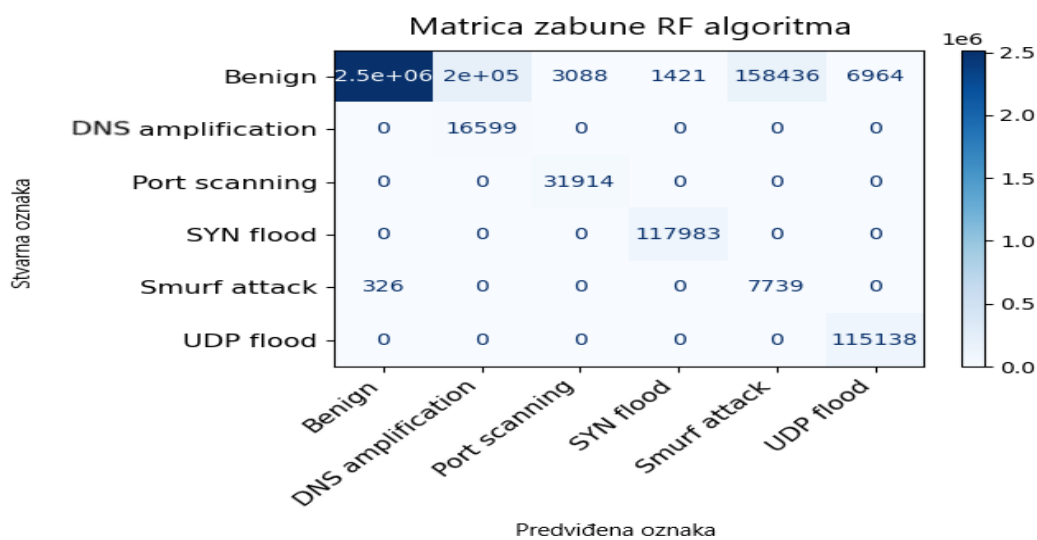 Matrica zabune RF algoritma
1e6
Benign 2.5e+06 2e+05 3088 1421 158436 6964
DNS amplification 0 16599 0 0 0 0
Port scanning 0 0 31914 0 0 0
SYN flood 0 0 0 117983 0 0
Smurf attack 326 0 0 0 7739 0
UDP flood 0 0 0 0 0 115138
Stvarna oznaka
2.5
2.0
1.5
1.0
0.5
0.0
Benign
DNS amplification
Port scanning
SYN flood
Smurf attack
UDP flood
Predviđena oznaka